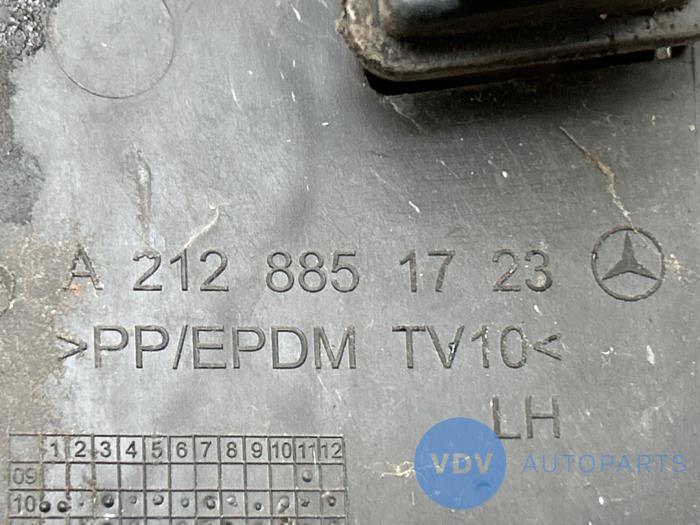 A 212 885 17 23
>PP/EPDM TV10<
LH
VDV AUTOPARTS
1 2 3 4 5 6 7 8 9 10 11 12
09
10